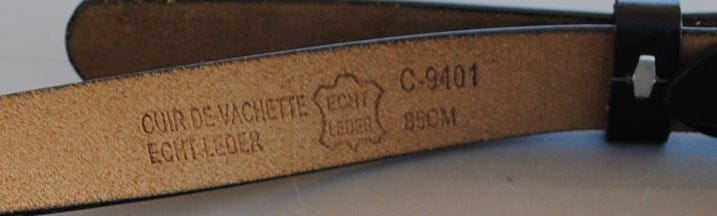 CUIR DE VACHETTE
ECHT LEDER
ECHT
LEDER
C-9401
85CM